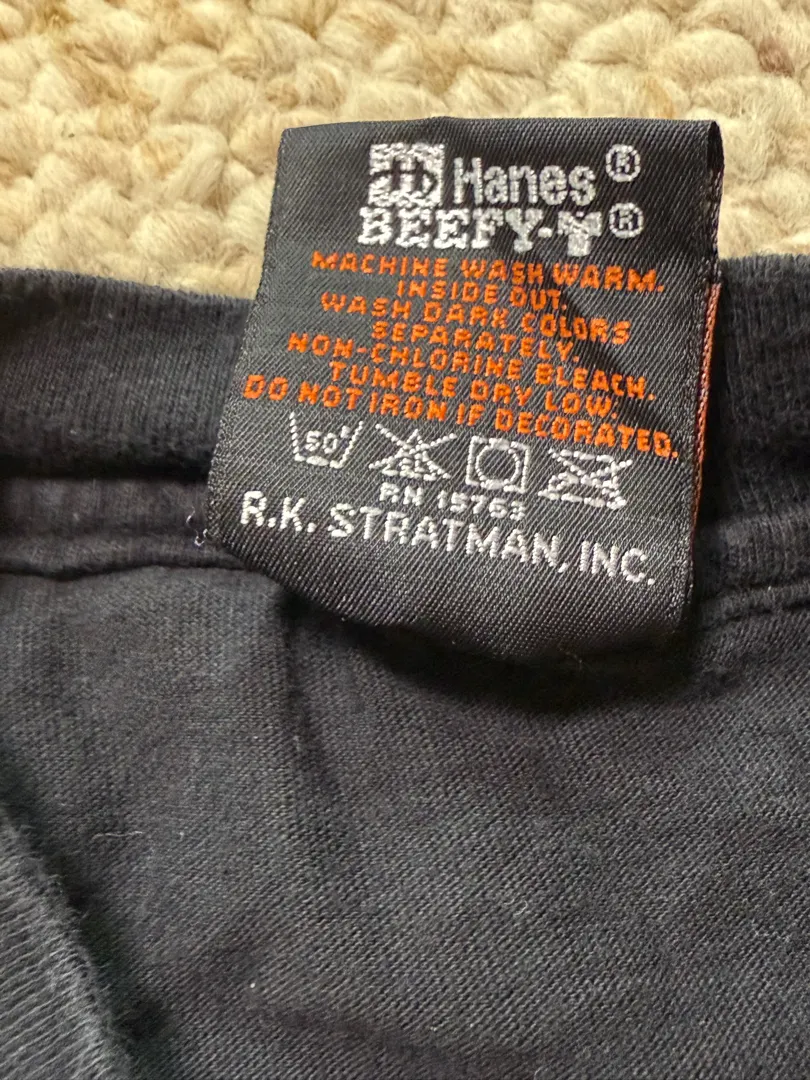 Hanes®
BEEFY-T®
MACHINE WASH WARM.
INSIDE OUT.
WASH DARK COLORS
SEPARATELY.
NON-CHLORINE BLEACH.
TUMBLE DRY LOW.
DO NOT IRON IF DECORATED.
50°
RN 15763
R.K. STRATMAN, INC.